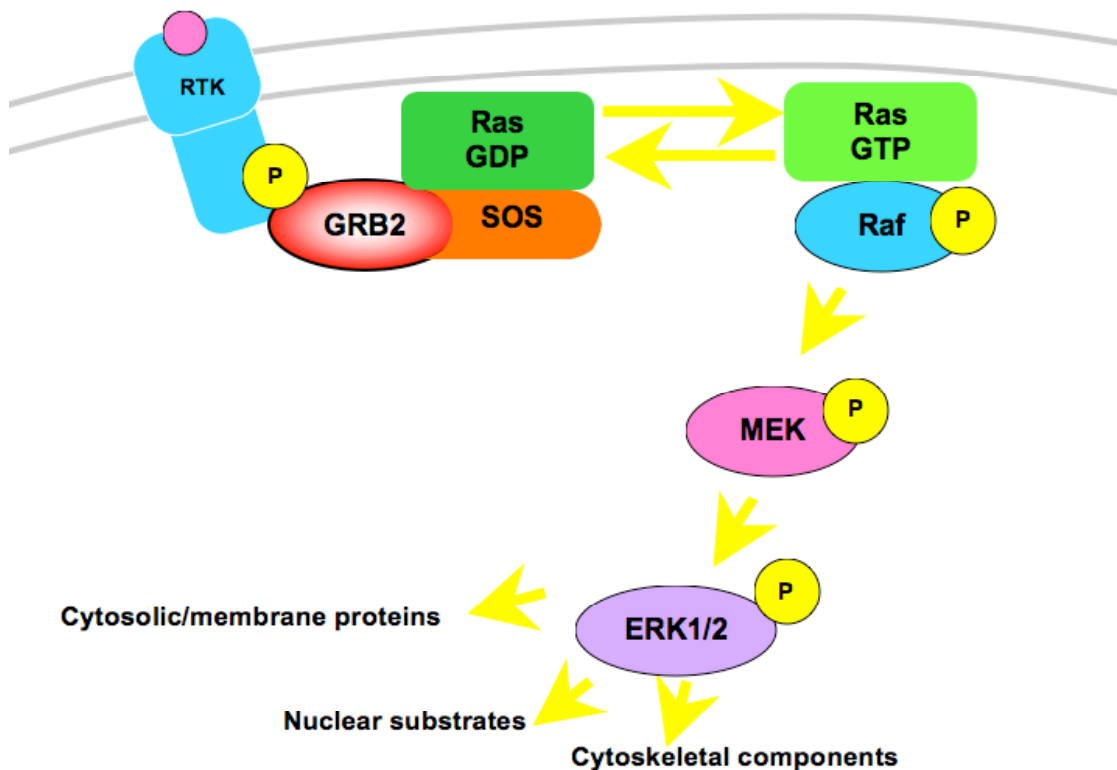 RTK
Ras
GDP
Ras
GTP
P
GRB2
SOS
Raf
P
MEK
P
P
ERK1/2
Cytosolic/membrane proteins
Nuclear substrates
Cytoskeletal components